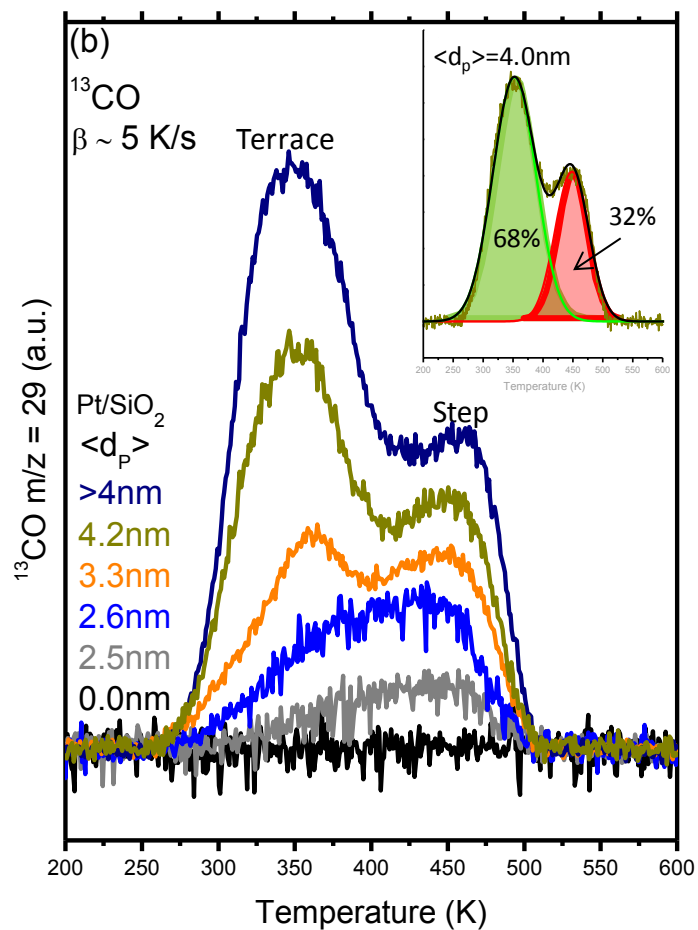 (b)
¹³CO
β ~ 5 K/s
Terrace
Step
Pt/SiO₂
<d_P>
>4nm
4.2nm
3.3nm
2.6nm
2.5nm
0.0nm
¹³CO m/z = 29 (a.u.)
200 250 300 350 400 450 500 550 600
Temperature (K)
<d_p>=4.0nm
68%
32%
200 250 300 350 400 450 500 550 600
Temperature (K)